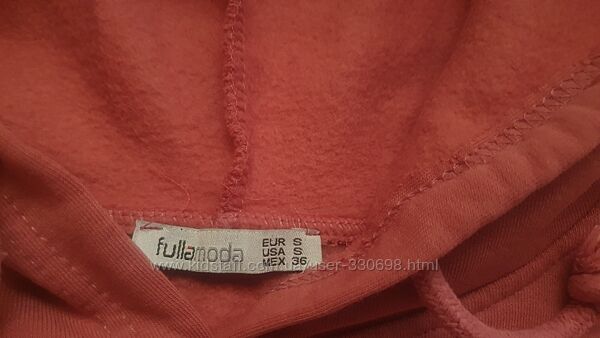 fullamoda
EUR S
USA S
MEX 36